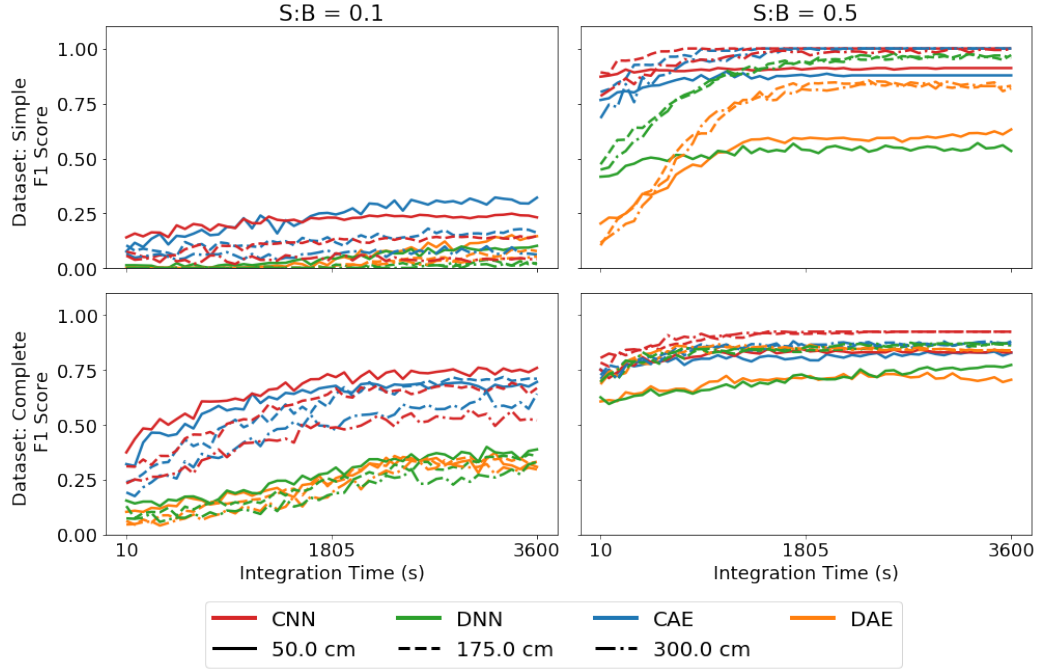 S:B = 0.1
S:B = 0.5
Dataset: Simple
F1 Score
1.00
0.75
0.50
0.25
0.00
Dataset: Complete
F1 Score
1.00
0.75
0.50
0.25
0.00
10 1805 3600
10 1805 3600
Integration Time (s)
Integration Time (s)
CNN DNN CAE DAE
50.0 cm 175.0 cm 300.0 cm